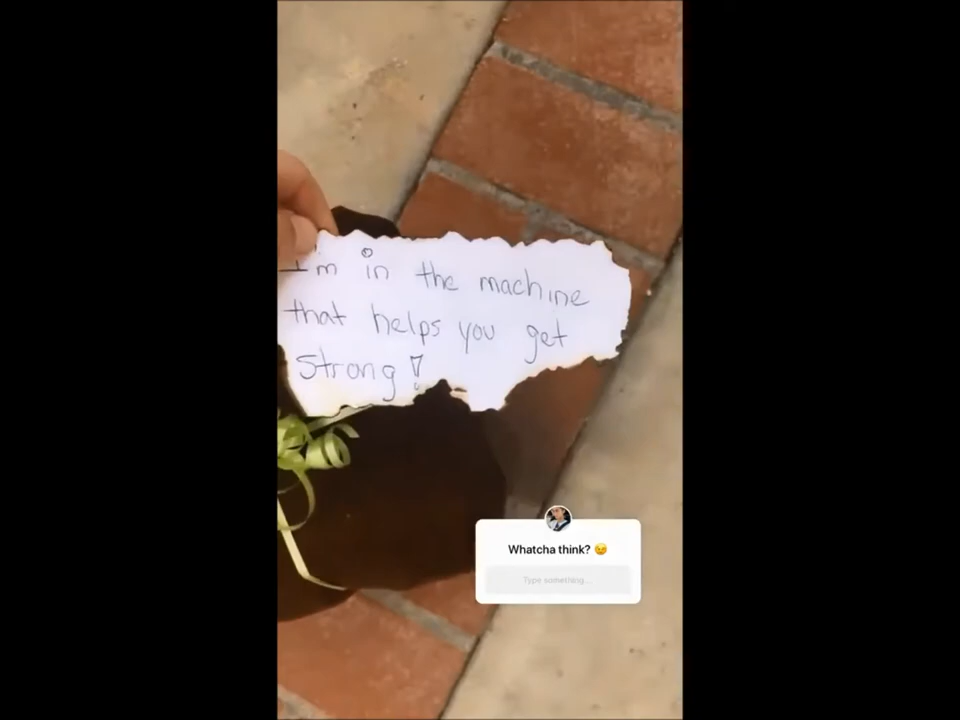 I'm in the machine
that helps you get
strong!
Whatcha think? 😉
Type something...